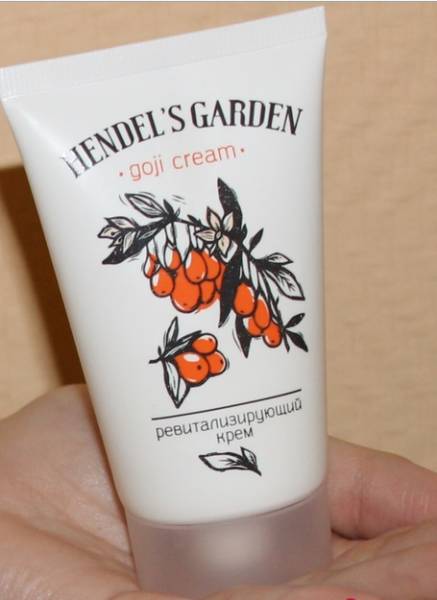 HENDEL'S GARDEN
• goji cream •
ревитализирующий
крем